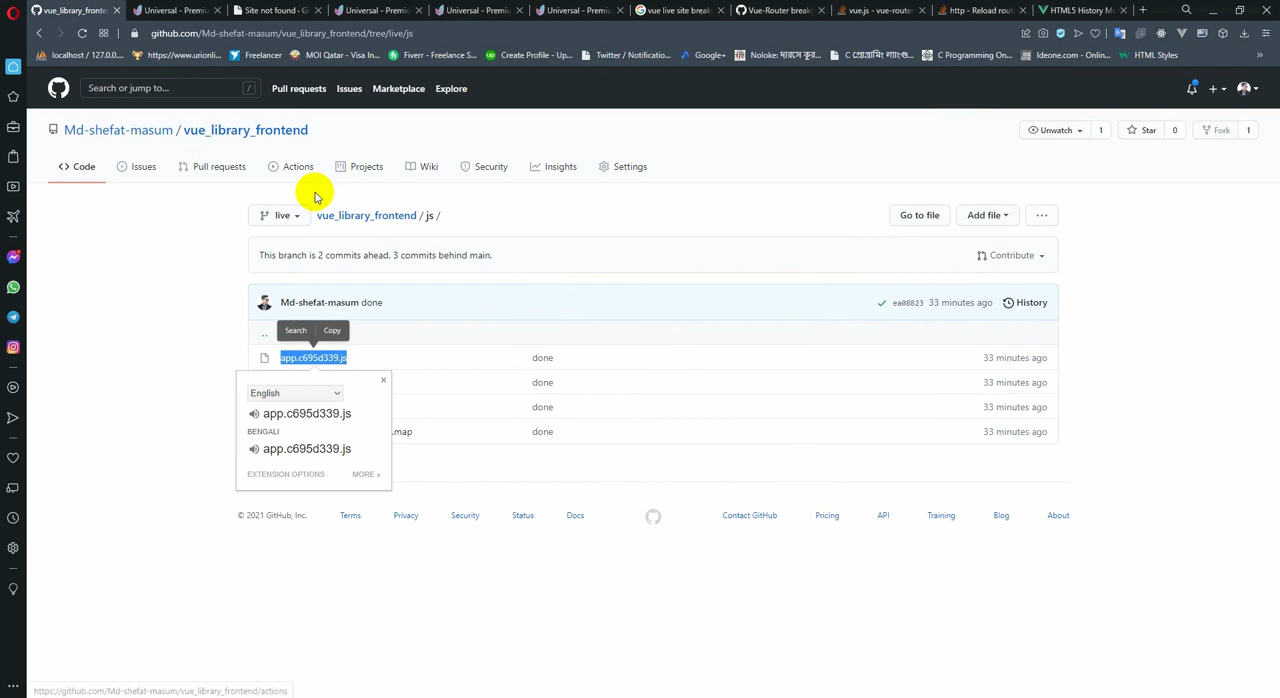 vue_library_fronte
Universal - Premiu
Site not found · Gi
Universal - Premiu
Universal - Premiu
Universal - Premiu
vue live site break
Vue-Router break
vue.js - vue-router
http - Reload rout
HTML5 History M
github.com/Md-shefat-masum/vue_library_frontend/tree/live/js
localhost / 127.0.0....
https://www.urionli...
Freelancer
MOI Qatar - Visa In...
Fiverr - Freelance S...
Create Profile - Up...
Twitter / Notificatio...
Google+
Noloke: দ্যারসে কুর...
C প্রোগ্রামিং ল্যাংগু...
C Programming On...
Ideone.com - Onlin...
HTML Styles
»
Search or jump to...
/
Pull requests
Issues
Marketplace
Explore
Md-shefat-masum / vue_library_frontend
Unwatch 1
Star 0
Fork 1
Code
Issues
Pull requests
Actions
Projects
Wiki
Security
Insights
Settings
live
vue_library_frontend / js /
Go to file
Add file
This branch is 2 commits ahead, 3 commits behind main.
Contribute
Md-shefat-masum done
ea08823 33 minutes ago
History
..
Search
Copy
app.c695d339.js
done
33 minutes ago
done
33 minutes ago
done
33 minutes ago
.map
done
33 minutes ago
English
app.c695d339.js
BENGALI
app.c695d339.js
EXTENSION OPTIONS
MORE »
© 2021 GitHub, Inc.
Terms
Privacy
Security
Status
Docs
Contact GitHub
Pricing
API
Training
Blog
About
https://github.com/Md-shefat-masum/vue_library_frontend/actions